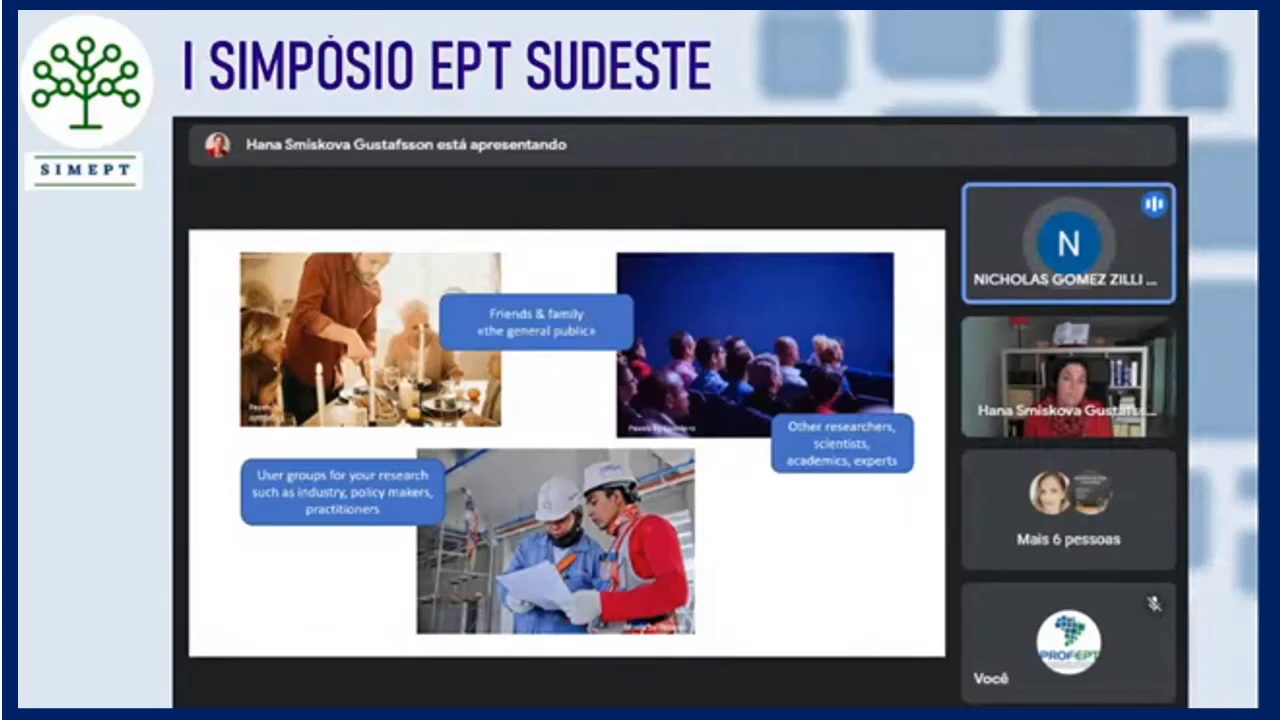 I SIMPÓSIO EPT SUDESTE
SIMEPT
Hana Smiskova Gustafsson está apresentando
N
NICHOLAS GOMEZ ZILLI ...
Friends & family
«the general public»
Other researchers,
scientists,
academics, experts
Hana Smiskova Gustafs...
User groups for your research
such as industry, policy makers,
practitioners
Mais 6 pessoas
PROFEPT
Você